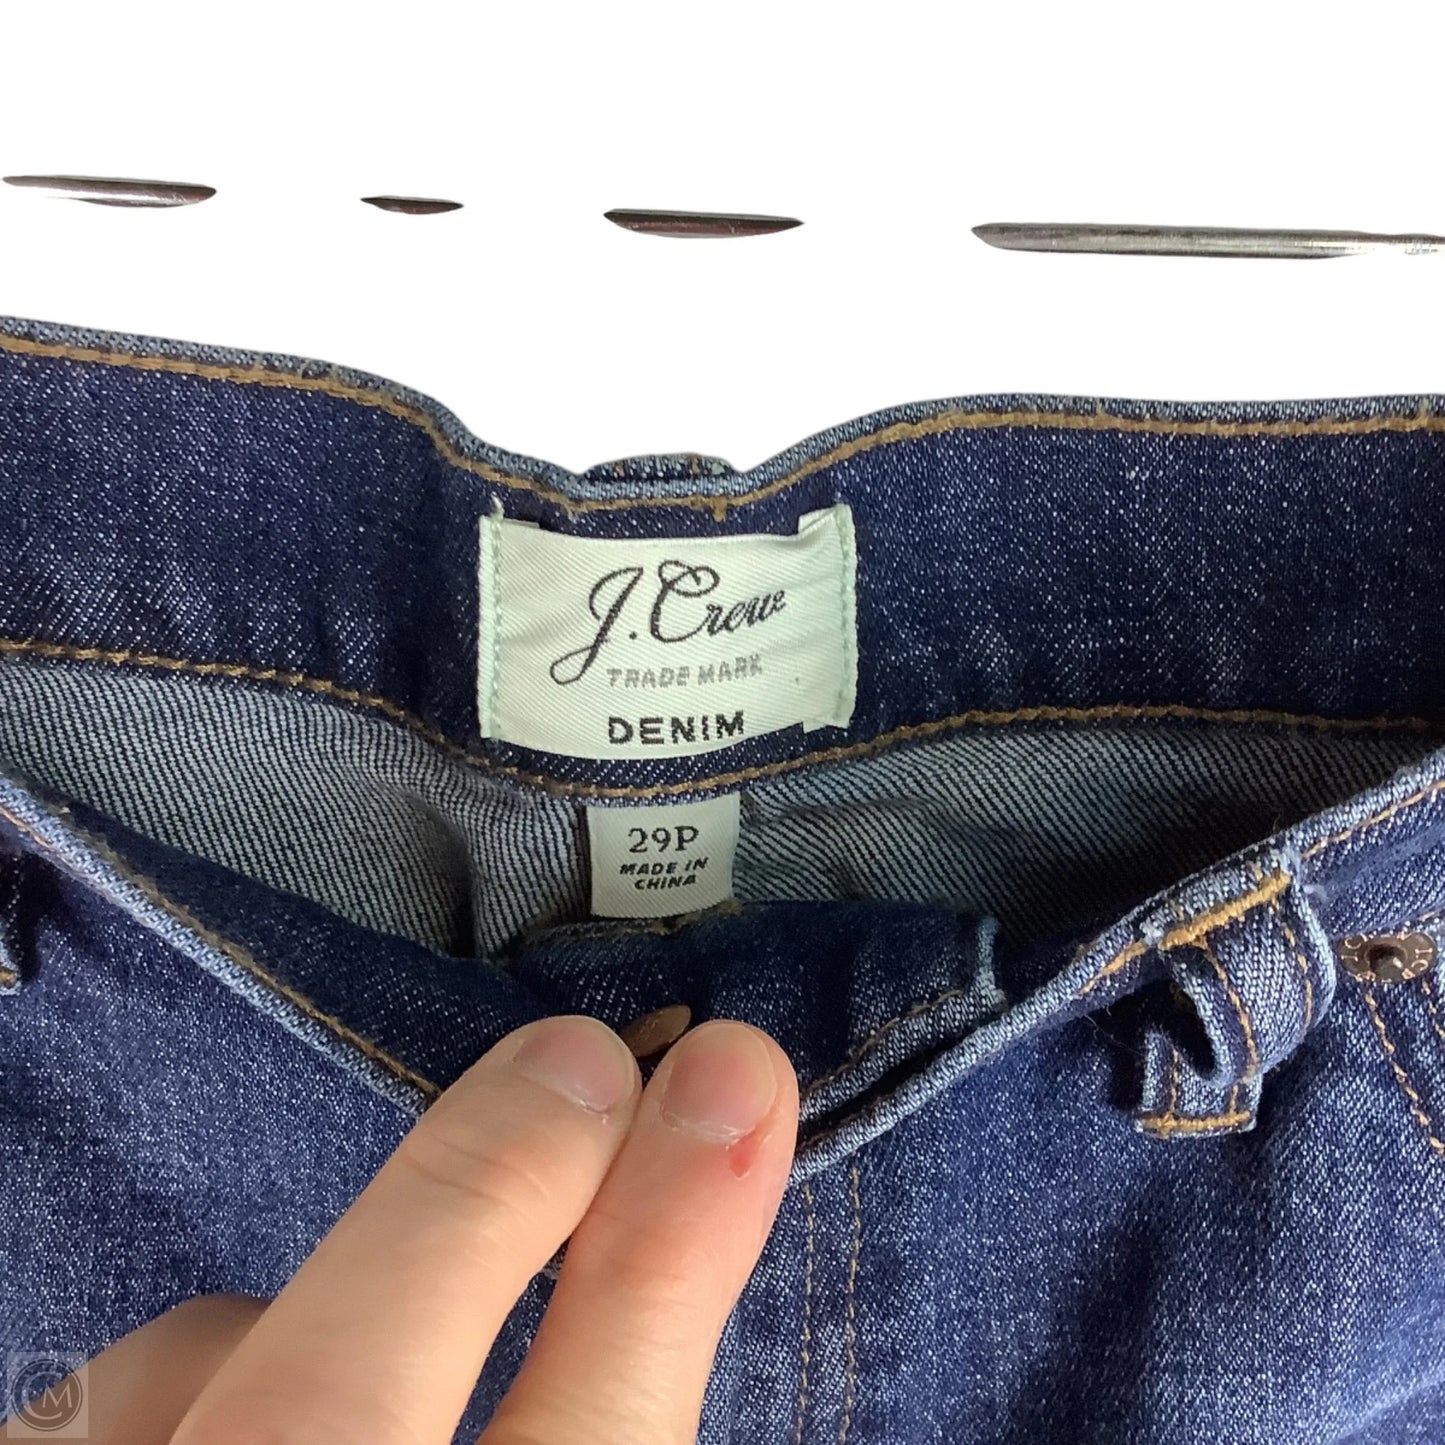 J.Crew
TRADE MARK
DENIM
29P
MADE IN
CHINA